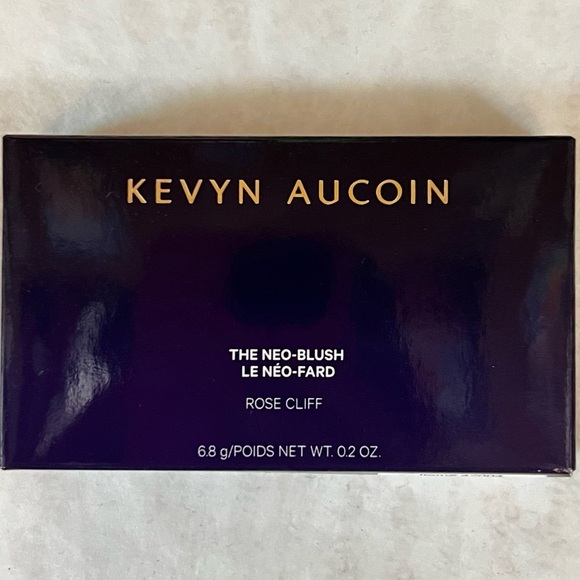 KEVYN AUCOIN
THE NEO-BLUSH
LE NÉO-FARD
ROSE CLIFF
6.8 g/POIDS NET WT. 0.2 OZ.